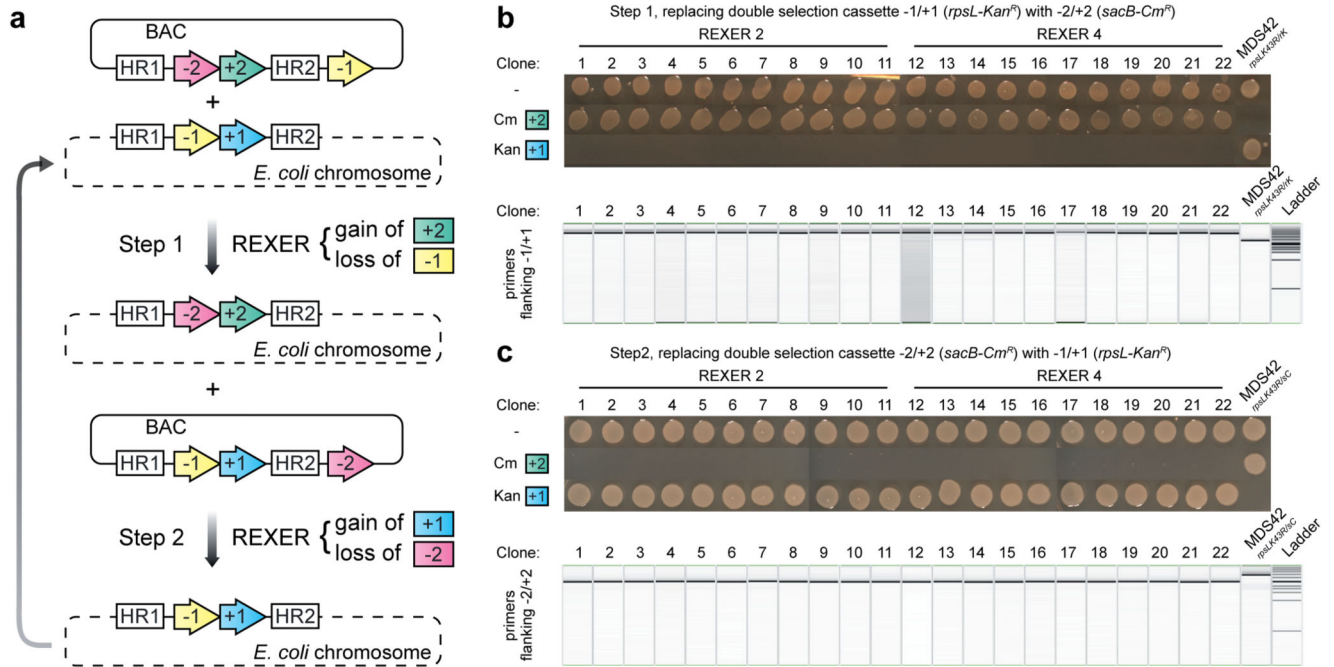 a
BAC
HR1 -2 +2 HR2 -1
+
HR1 -1 +1 HR2
E. coli chromosome
Step 1 REXER { gain of +2
loss of -1
HR1 -2 +2 HR2
E. coli chromosome
+
BAC
HR1 -1 +1 HR2 -2
Step 2 REXER { gain of +1
loss of -2
HR1 -1 +1 HR2
E. coli chromosome
b
Step 1, replacing double selection cassette -1/+1 (rpsL-Kanᴿ) with -2/+2 (sacB-Cmᴿ)
REXER 2 REXER 4
MDS42 rpsLK43R/rK
Clone: 1 2 3 4 5 6 7 8 9 10 11 12 13 14 15 16 17 18 19 20 21 22
-
Cm +2
Kan +1
MDS42 rpsLK43R/rK
Ladder
Clone: 1 2 3 4 5 6 7 8 9 10 11 12 13 14 15 16 17 18 19 20 21 22
primers
flanking -1/+1
c
Step2, replacing double selection cassette -2/+2 (sacB-Cmᴿ) with -1/+1 (rpsL-Kanᴿ)
REXER 2 REXER 4
MDS42 rpsLK43R/sC
Clone: 1 2 3 4 5 6 7 8 9 10 11 12 13 14 15 16 17 18 19 20 21 22
-
Cm +2
Kan +1
MDS42 rpsLK43R/sC
Ladder
Clone: 1 2 3 4 5 6 7 8 9 10 11 12 13 14 15 16 17 18 19 20 21 22
primers
flanking -2/+2